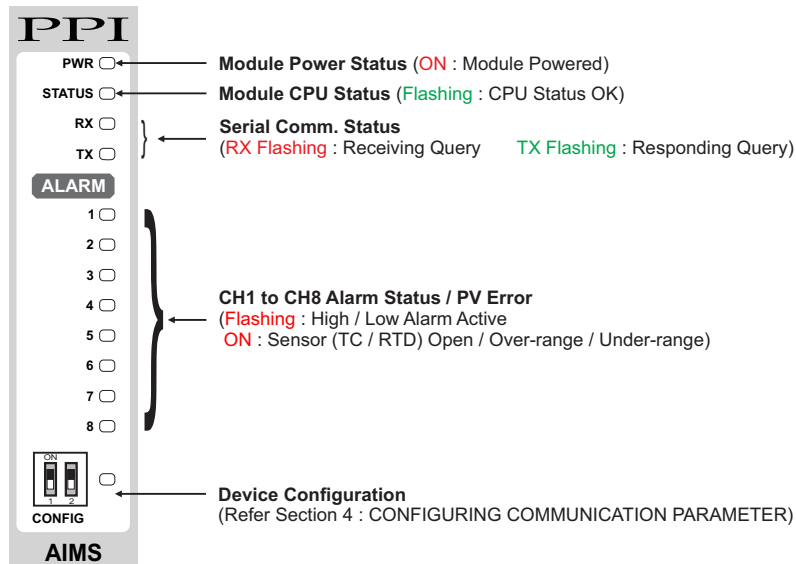 PPI
PWR Module Power Status (ON : Module Powered)
STATUS Module CPU Status (Flashing : CPU Status OK)
RX Serial Comm. Status
TX (RX Flashing : Receiving Query TX Flashing : Responding Query)
ALARM
1
2
3
4 CH1 to CH8 Alarm Status / PV Error
(Flashing : High / Low Alarm Active
5 ON : Sensor (TC / RTD) Open / Over-range / Under-range)
6
7
8
ON
1 2
Device Configuration
CONFIG (Refer Section 4 : CONFIGURING COMMUNICATION PARAMETER)
AIMS